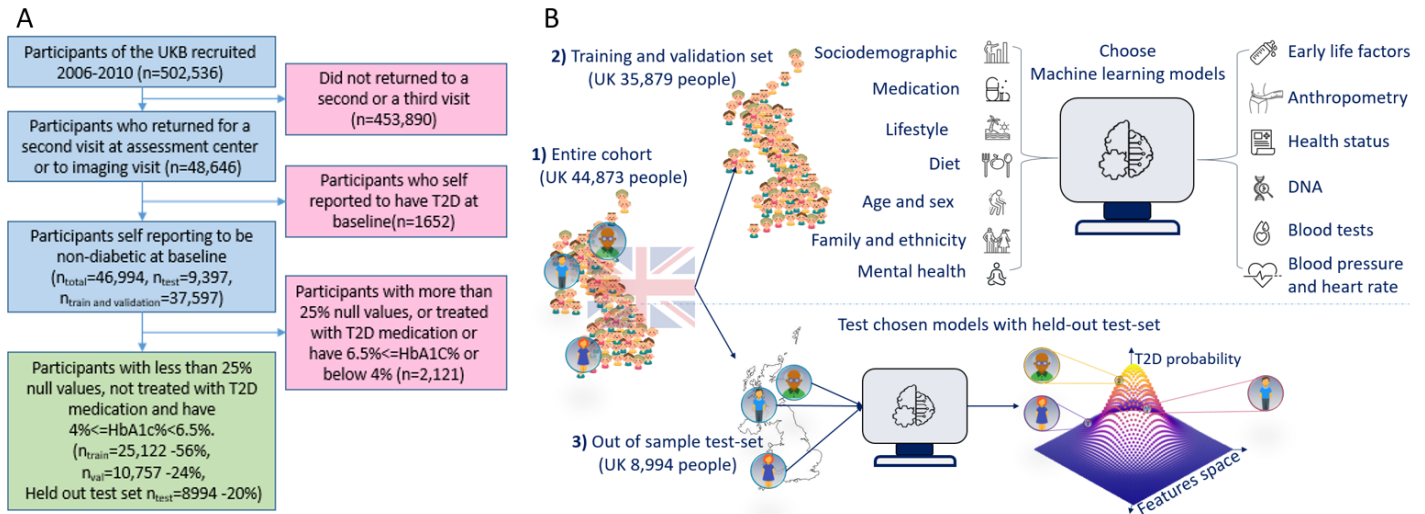 A
Participants of the UKB recruited
2006-2010 (n=502,536)
Did not returned to a
second or a third visit
(n=453,890)
Participants who returned for a
second visit at assessment center
or to imaging visit (n=48,646)
Participants who self
reported to have T2D at
baseline(n=1652)
Participants self reporting to be
non-diabetic at baseline
(n_total=46,994, n_test=9,397,
n_train and validation=37,597)
Participants with more than
25% null values, or treated
with T2D medication or
have 6.5%<=HbA1C% or
below 4% (n=2,121)
Participants with less than 25%
null values, not treated with T2D
medication and have
4%<=HbA1c%<6.5%.
(n_train=25,122 -56%,
n_val=10,757 -24%,
Held out test set n_test=8994 -20%)
B
1) Entire cohort
(UK 44,873 people)
2) Training and validation set
(UK 35,879 people)
Sociodemographic
Medication
Lifestyle
Diet
Age and sex
Family and ethnicity
Mental health
Choose
Machine learning models
Early life factors
Anthropometry
Health status
DNA
Blood tests
Blood pressure
and heart rate
Test chosen models with held-out test-set
3) Out of sample test-set
(UK 8,994 people)
T2D probability
Features space